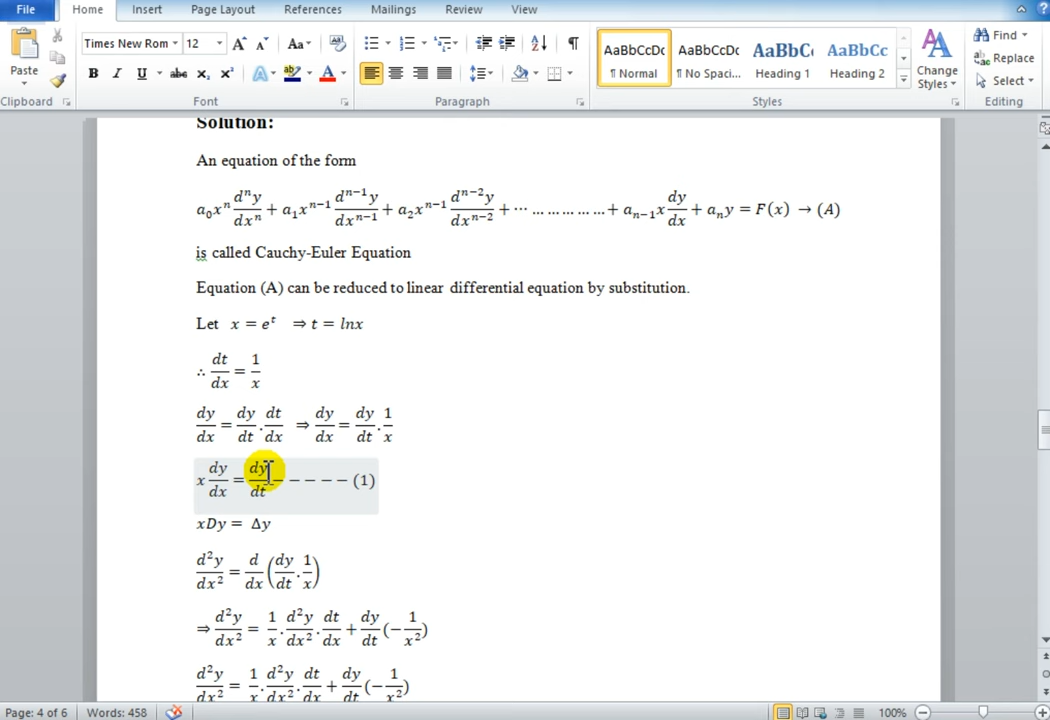 File Home Insert Page Layout References Mailings Review View
Times New Rom 12 Aa AaBbCcDc AaBbCcDc AaBbC AaBbCc Find
Paste B I U abc x₂ x² A ab A ¶ Normal ¶ No Spaci... Heading 1 Heading 2 Change Styles Replace
Select
Clipboard Font Paragraph Styles Editing
Solution:
An equation of the form
a₀xⁿ dⁿy/dxⁿ + a₁xⁿ⁻¹ dⁿ⁻¹y/dxⁿ⁻¹ + a₂xⁿ⁻¹ dⁿ⁻²y/dxⁿ⁻² + ⋯ … … … … … + aₙ₋₁x dy/dx + aₙy = F(x) → (A)
is called Cauchy-Euler Equation
Equation (A) can be reduced to linear differential equation by substitution.
Let x = eᵗ ⇒ t = lnx
∴ dt/dx = 1/x
dy/dx = dy/dt . dt/dx ⇒ dy/dx = dy/dt . 1/x
x dy/dx = dy/dt − − − − − (1)
xDy = Δy
d²y/dx² = d/dx (dy/dt . 1/x)
⇒ d²y/dx² = 1/x . d²y/dx² . dt/dx + dy/dt (− 1/x²)
d²y/dx² = 1/x . d²y/dx² . dt/dx + dy/dt (− 1/x²)
Page: 4 of 6 Words: 458 100%